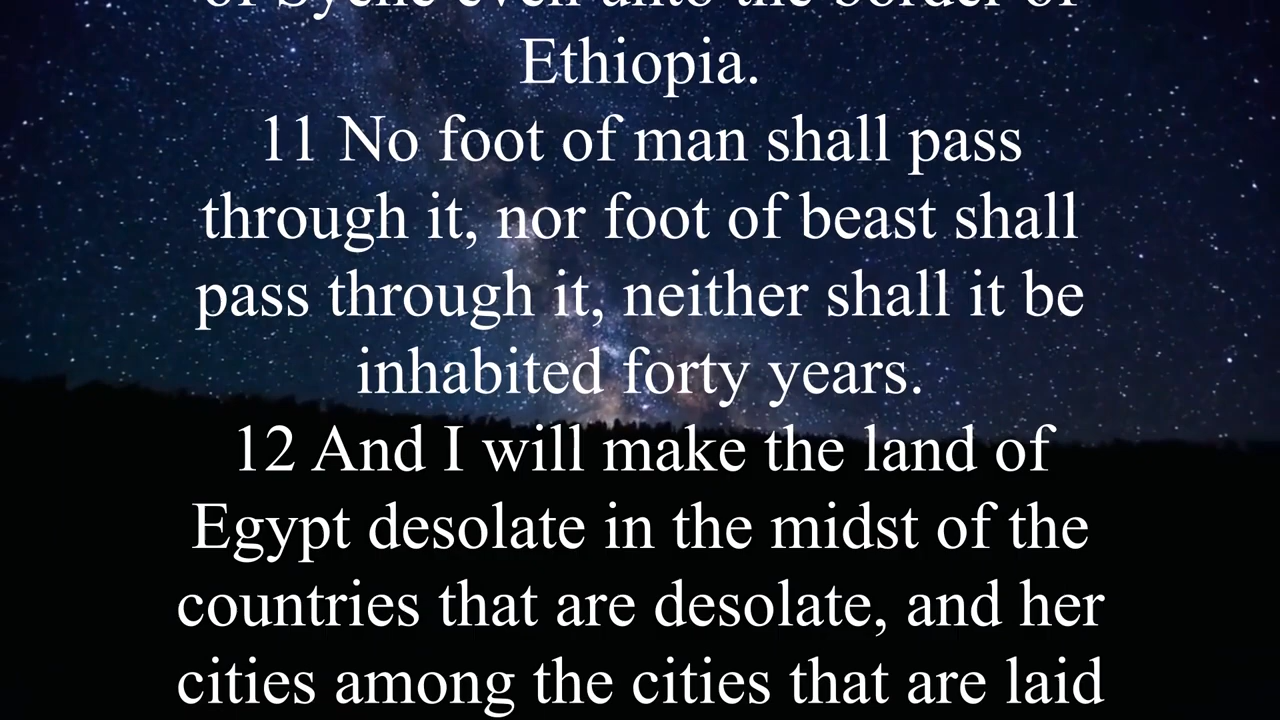 of Syene even unto the border of
Ethiopia.
11 No foot of man shall pass
through it, nor foot of beast shall
pass through it, neither shall it be
inhabited forty years.
12 And I will make the land of
Egypt desolate in the midst of the
countries that are desolate, and her
cities among the cities that are laid